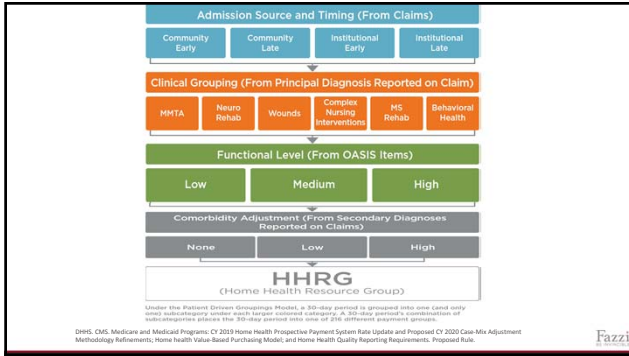 Admission Source and Timing (From Claims)
Community Early
Community Late
Institutional Early
Institutional Late
Clinical Grouping (From Principal Diagnosis Reported on Claim)
MMTA
Neuro Rehab
Wounds
Complex Nursing Interventions
MS Rehab
Behavioral Health
Functional Level (From OASIS Items)
Low
Medium
High
Comorbidity Adjustment (From Secondary Diagnoses
Reported on Claims)
None
Low
High
HHRG
(Home Health Resource Group)
Under the Patient Driven Groupings Model, a 30-day period is grouped into one (and only
one) subcategory under each larger colored category. A 30-day period's combination of
subcategories places the 30-day period into one of 216 different payment groups.
DHHS. CMS. Medicare and Medicaid Programs: CY 2019 Home Health Prospective Payment System Rate Update and Proposed CY 2020 Case-Mix Adjustment
Methodology Refinements; Home health Value-Based Purchasing Model; and Home Health Quality Reporting Requirements. Proposed Rule.
Fazzi
BE INVINCIBLE